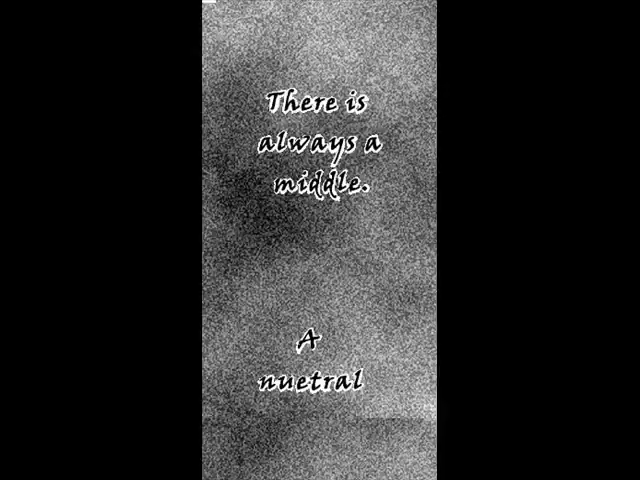 There is
always a
middle.
A
nuetral